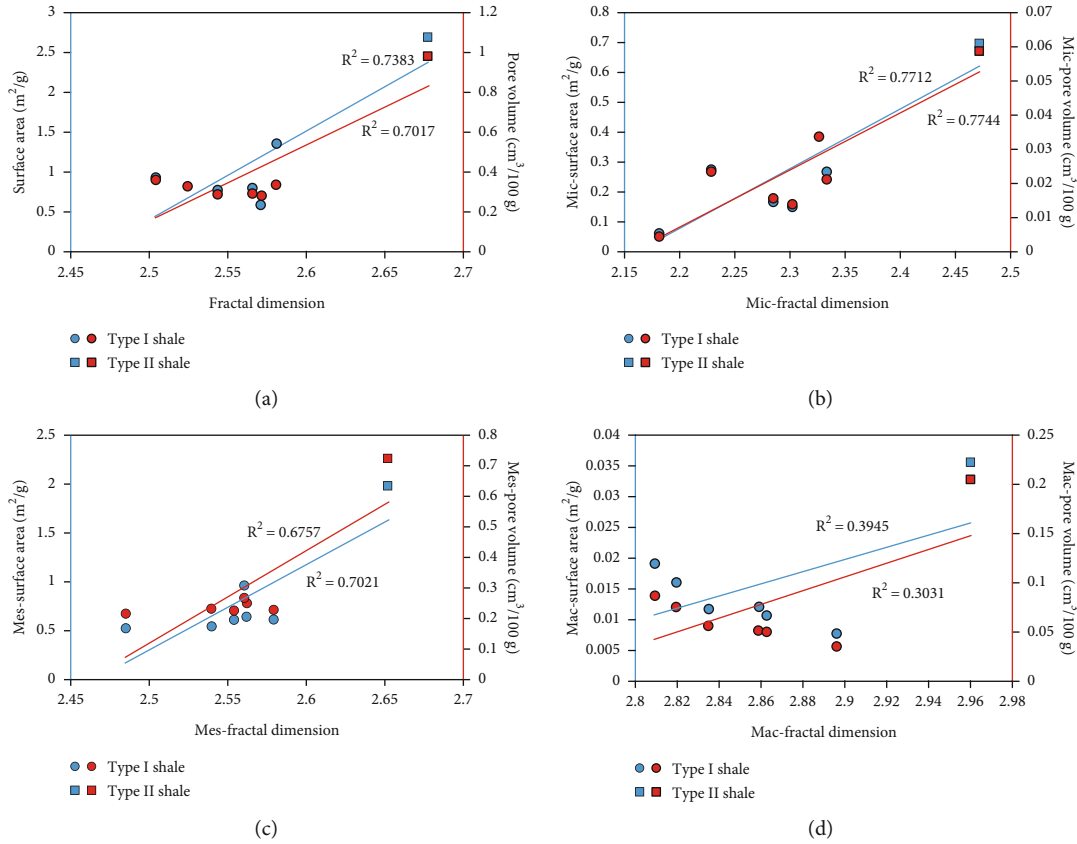 3
2.5
2
1.5
1
0.5
0
Surface area (m²/g)
1.2
1
0.8
0.6
0.4
0.2
0
Pore volume (cm³/100 g)
R² = 0.7383
R² = 0.7017
2.45 2.5 2.55 2.6 2.65 2.7
Fractal dimension
Type I shale
Type II shale
(a)
0.8
0.7
0.6
0.5
0.4
0.3
0.2
0.1
0
Mic-surface area (m²/g)
0.07
0.06
0.05
0.04
0.03
0.02
0.01
0
Mic-pore volume (cm³/100 g)
R² = 0.7712
R² = 0.7744
2.15 2.2 2.25 2.3 2.35 2.4 2.45 2.5
Mic-fractal dimension
Type I shale
Type II shale
(b)
2.5
2
1.5
1
0.5
0
Mes-surface area (m²/g)
0.8
0.7
0.6
0.5
0.4
0.3
0.2
0.1
0
Mes-pore volume (cm³/100 g)
R² = 0.6757
R² = 0.7021
2.45 2.5 2.55 2.6 2.65 2.7
Mes-fractal dimension
Type I shale
Type II shale
(c)
0.04
0.035
0.03
0.025
0.02
0.015
0.01
0.005
0
Mac-surface area (m²/g)
0.25
0.2
0.15
0.1
0.05
0
Mac-pore volume (cm³/100 g)
R² = 0.3945
R² = 0.3031
2.8 2.82 2.84 2.86 2.88 2.9 2.92 2.94 2.96 2.98
Mac-fractal dimension
Type I shale
Type II shale
(d)